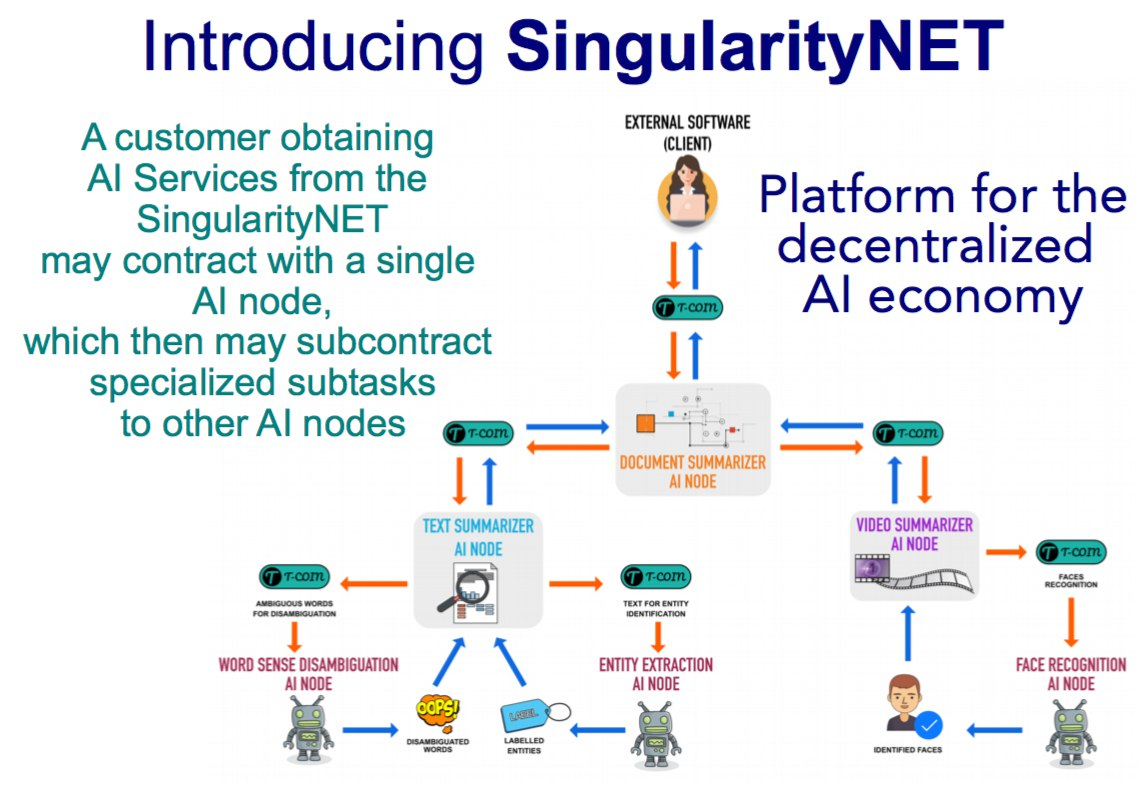 Introducing SingularityNET
A customer obtaining
AI Services from the
SingularityNET
may contract with a single
AI node,
which then may subcontract
specialized subtasks
to other AI nodes
EXTERNAL SOFTWARE
(CLIENT)
Platform for the
decentralized
AI economy
T T-COM
T T-COM
DOCUMENT SUMMARIZER
AI NODE
T T-COM
TEXT SUMMARIZER
AI NODE
VIDEO SUMMARIZER
AI NODE
T T-COM
AMBIGUOUS WORDS
FOR DISAMBIGUATION
T T-COM
TEXT FOR ENTITY
IDENTIFICATION
T T-COM
FACES
RECOGNITION
WORD SENSE DISAMBIGUATION
AI NODE
ENTITY EXTRACTION
AI NODE
FACE RECOGNITION
AI NODE
OOPS!
DISAMBIGUATED
WORDS
LABEL
LABELLED
ENTITIES
IDENTIFIED FACES